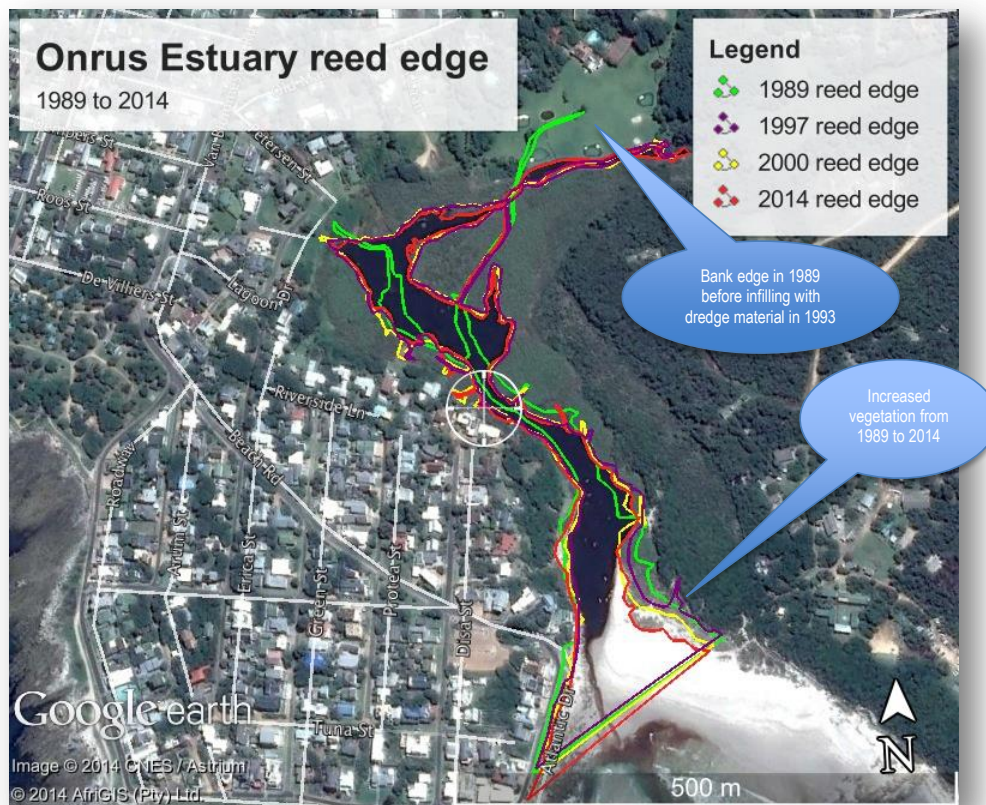 Onrus Estuary reed edge
1989 to 2014
Legend
1989 reed edge
1997 reed edge
2000 reed edge
2014 reed edge
Bank edge in 1989
before infilling with
dredge material in 1993
Increased
vegetation from
1989 to 2014
Roos St
De Villiers St
Lagoon Dr
Riverside Ln
Beach Rd
Roadway
Arum St
Erica St
Green St
Protea St
Disa St
Atlantic Dr
Tuna St
Google earth
Image © 2014 CNES / Astrium
© 2014 AfriGIS (Pty) Ltd.
500 m
N